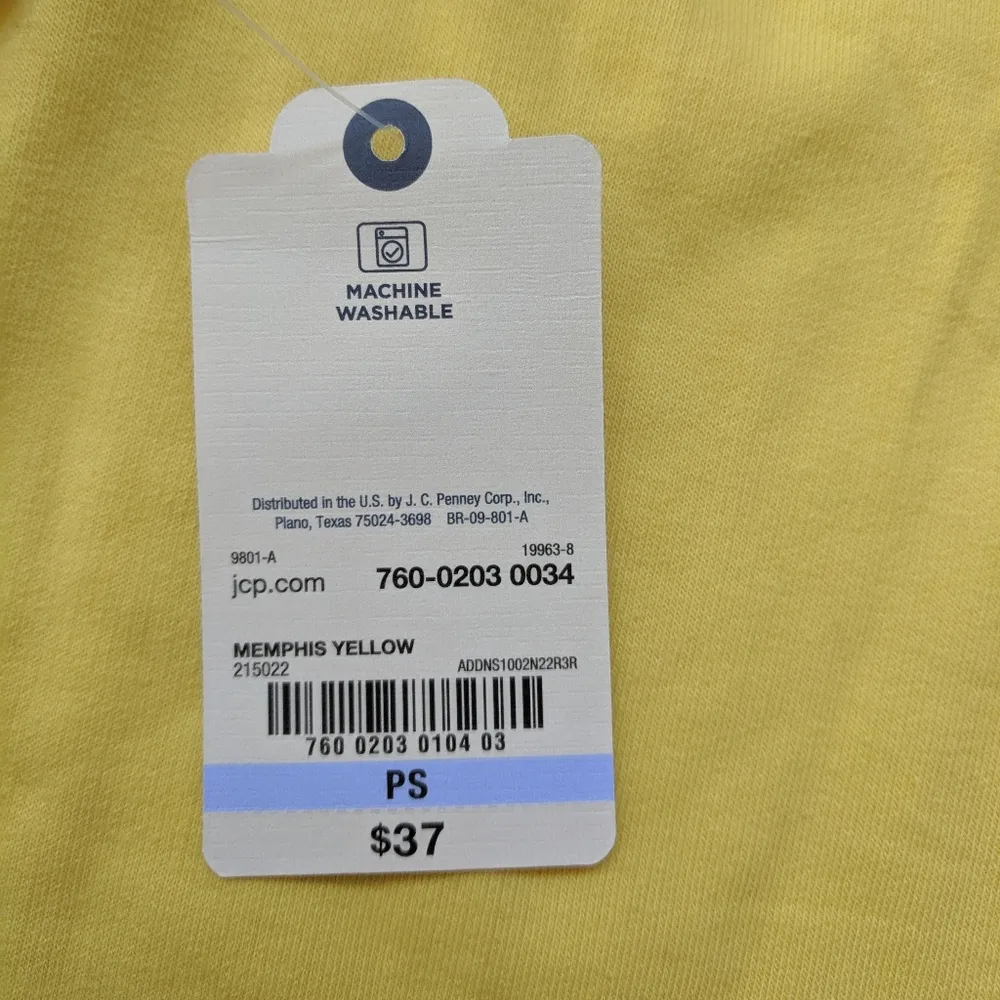 MACHINE
WASHABLE
Distributed in the U.S. by J. C. Penney Corp., Inc.,
Plano, Texas 75024-3698 BR-09-801-A
9801-A 19963-8
jcp.com 760-0203 0034
MEMPHIS YELLOW
215022 ADDNS1002N22R3R
760 0203 0104 03
PS
$37